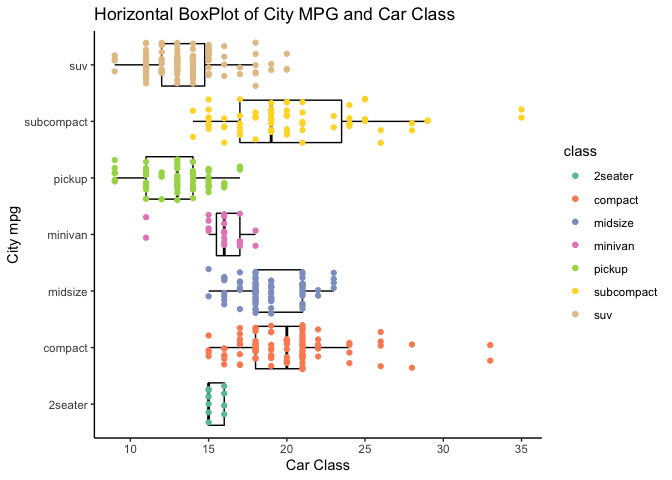 Horizontal BoxPlot of City MPG and Car Class
City mpg
suv
subcompact
pickup
minivan
midsize
compact
2seater
10 15 20 25 30 35
Car Class
class
2seater
compact
midsize
minivan
pickup
subcompact
suv